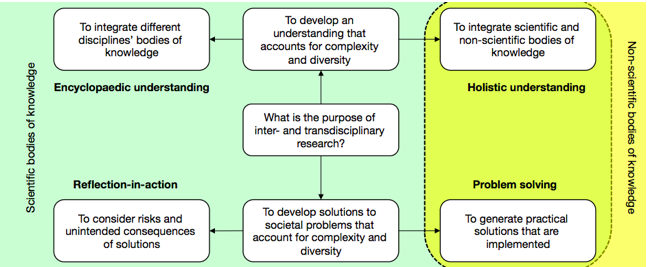 To integrate different
disciplines' bodies of
knowledge
To develop an
understanding that
accounts for complexity
and diversity
To integrate scientific and
non-scientific bodies of
knowledge
Encyclopaedic understanding
Holistic understanding
What is the purpose of
inter- and transdisciplinary
research?
Reflection-in-action
Problem solving
To consider risks and
unintended consequences
of solutions
To develop solutions to
societal problems that
account for complexity and
diversity
To generate practical
solutions that are
implemented
Scientific bodies of knowledge
Non-scientific bodies of knowledge